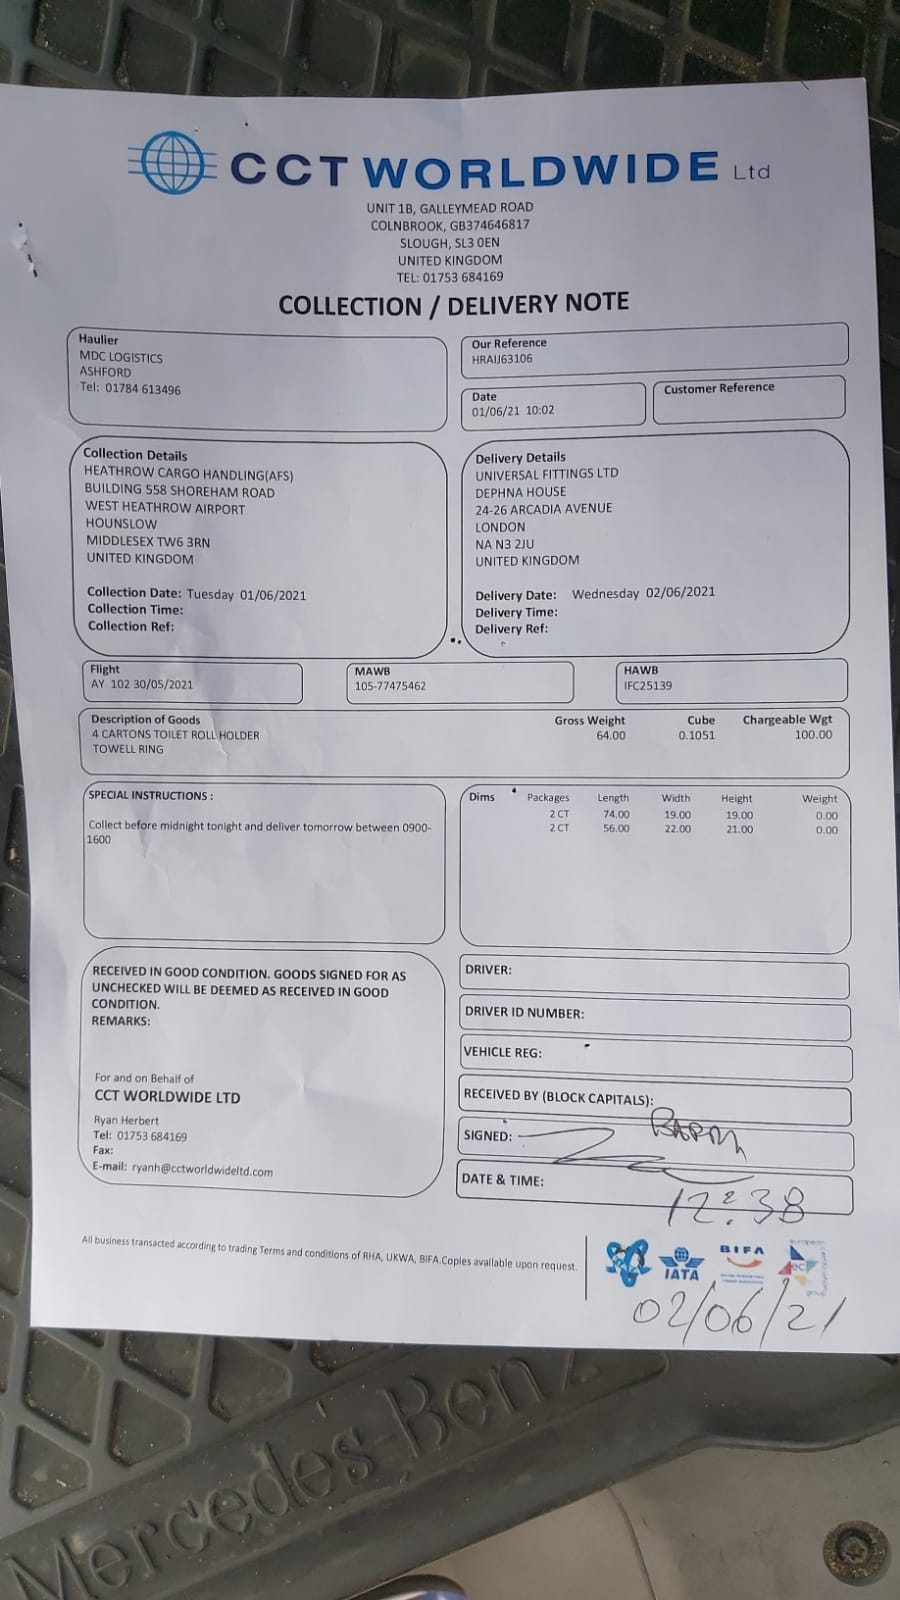 CCT WORLDWIDE Ltd
UNIT 1B, GALLEYMEAD ROAD
COLNBROOK, GB374646817
SLOUGH, SL3 0EN
UNITED KINGDOM
TEL: 01753 684169
COLLECTION / DELIVERY NOTE
Haulier
MDC LOGISTICS
ASHFORD
Tel: 01784 613496
Our Reference
HRAIJ63106
Date
01/06/21 10:02
Customer Reference
Collection Details
HEATHROW CARGO HANDLING(AFS)
BUILDING 558 SHOREHAM ROAD
WEST HEATHROW AIRPORT
HOUNSLOW
MIDDLESEX TW6 3RN
UNITED KINGDOM
Collection Date: Tuesday 01/06/2021
Collection Time:
Collection Ref:
Delivery Details
UNIVERSAL FITTINGS LTD
DEPHNA HOUSE
24-26 ARCADIA AVENUE
LONDON
NA N3 2JU
UNITED KINGDOM
Delivery Date: Wednesday 02/06/2021
Delivery Time:
Delivery Ref:
Flight
AY 102 30/05/2021
MAWB
105-77475462
HAWB
IFC25139
Description of Goods Gross Weight Cube Chargeable Wgt
4 CARTONS TOILET ROLL HOLDER 64.00 0.1051 100.00
TOWELL RING
SPECIAL INSTRUCTIONS :
Collect before midnight tonight and deliver tomorrow between 0900-
1600
Dims Packages Length Width Height Weight
2 CT 74.00 19.00 19.00 0.00
2 CT 56.00 22.00 21.00 0.00
RECEIVED IN GOOD CONDITION. GOODS SIGNED FOR AS
UNCHECKED WILL BE DEEMED AS RECEIVED IN GOOD
CONDITION.
REMARKS:
For and on Behalf of
CCT WORLDWIDE LTD
Ryan Herbert
Tel: 01753 684169
Fax:
E-mail: ryanh@cctworldwideltd.com
DRIVER:
DRIVER ID NUMBER:
VEHICLE REG:
RECEIVED BY (BLOCK CAPITALS):
SIGNED:
DATE & TIME:
12:38
All business transacted according to trading Terms and conditions of RHA, UKWA, BIFA.Copies available upon request.
IATA
BIFA
ec
02/06/21
Mercedes-Benz